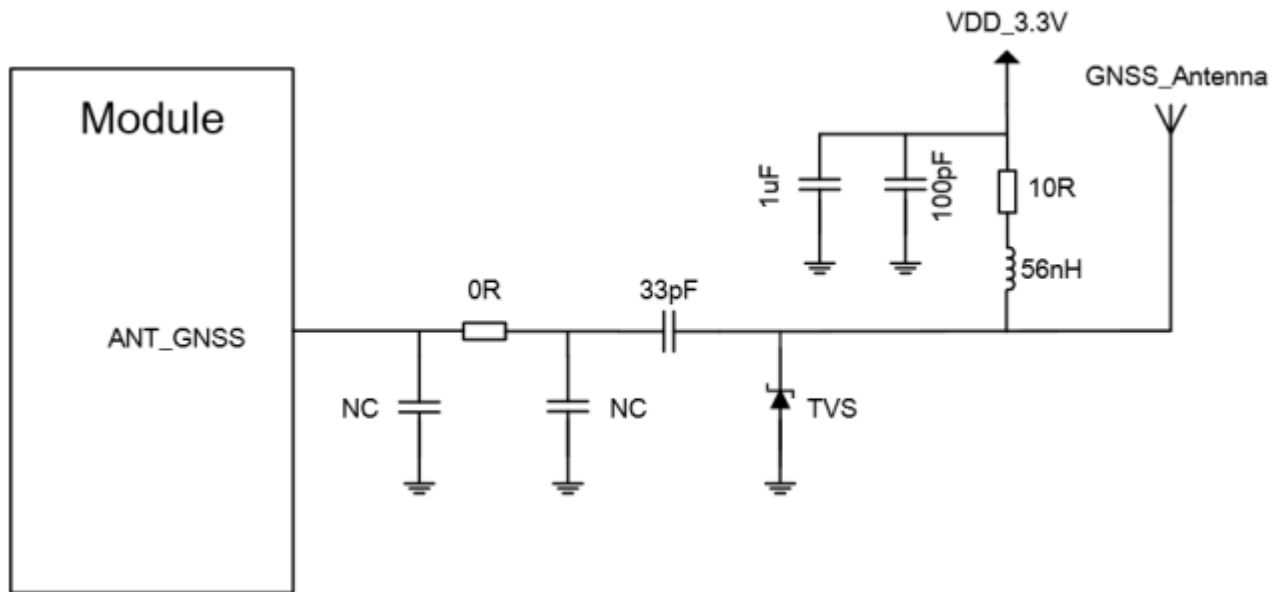 VDD_3.3V
GNSS_Antenna
Module
1uF
100pF
10R
56nH
0R
33pF
ANT_GNSS
NC
NC
TVS